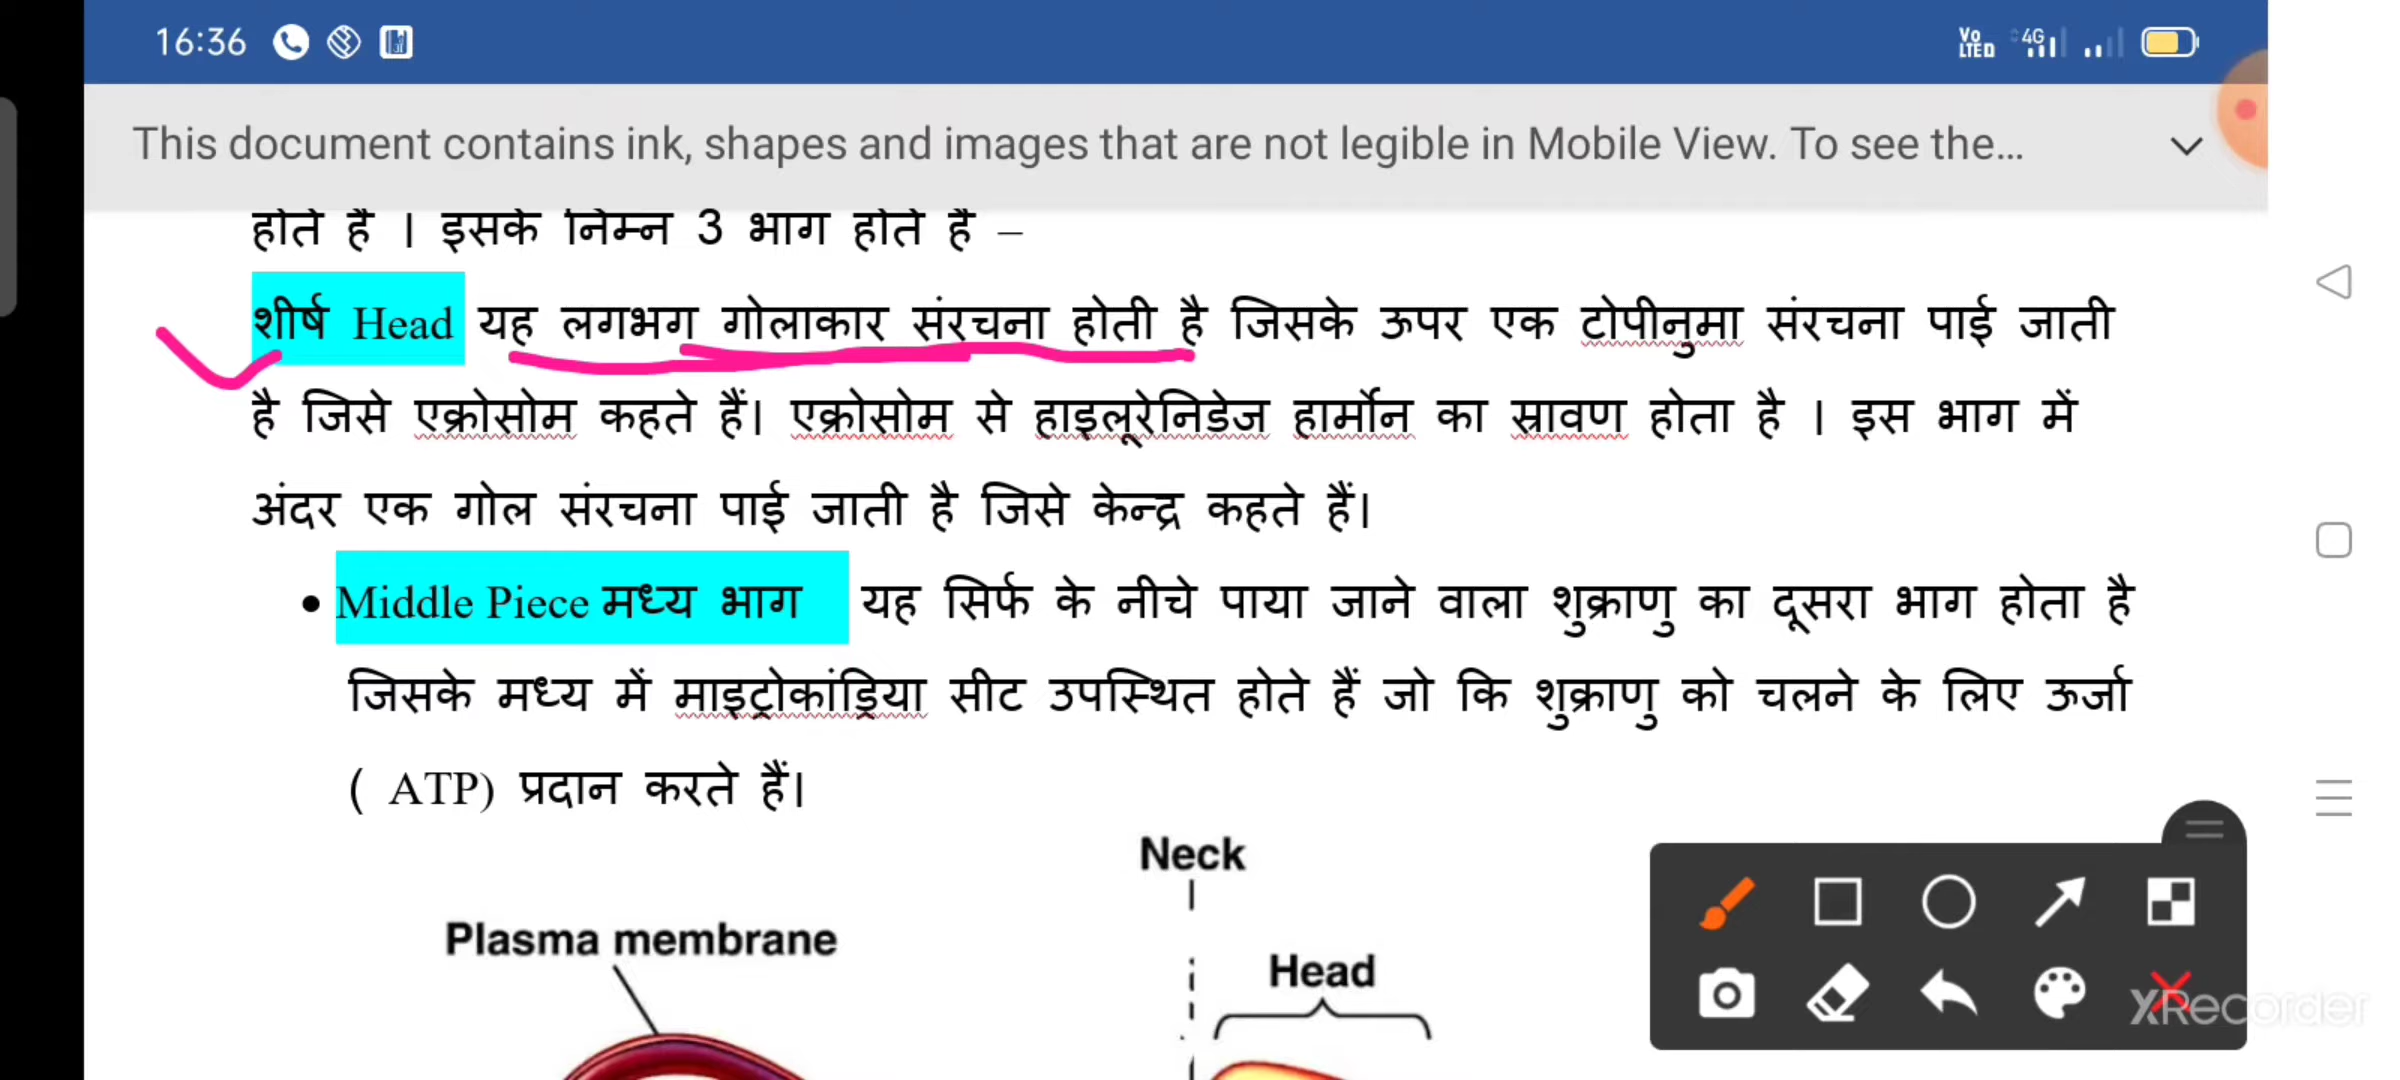 16:36
Vo LTED 4G
This document contains ink, shapes and images that are not legible in Mobile View. To see the...
होते है । इसके निम्न 3 भाग होते है –
शीर्ष Head यह लगभग गोलाकार संरचना होती है जिसके ऊपर एक टोपीनुमा संरचना पाई जाती
है जिसे एक्रोसोम कहते हैं। एक्रोसोम से हाइलूरेनिडेज हार्मोन का स्रावण होता है । इस भाग में
अंदर एक गोल संरचना पाई जाती है जिसे केन्द्र कहते हैं।
• Middle Piece मध्य भाग यह सिर्फ के नीचे पाया जाने वाला शुक्राणु का दूसरा भाग होता है
जिसके मध्य में माइट्रोकांड्रिया सीट उपस्थित होते हैं जो कि शुक्राणु को चलने के लिए ऊर्जा
( ATP) प्रदान करते हैं।
Neck
Plasma membrane
Head
XRecorder